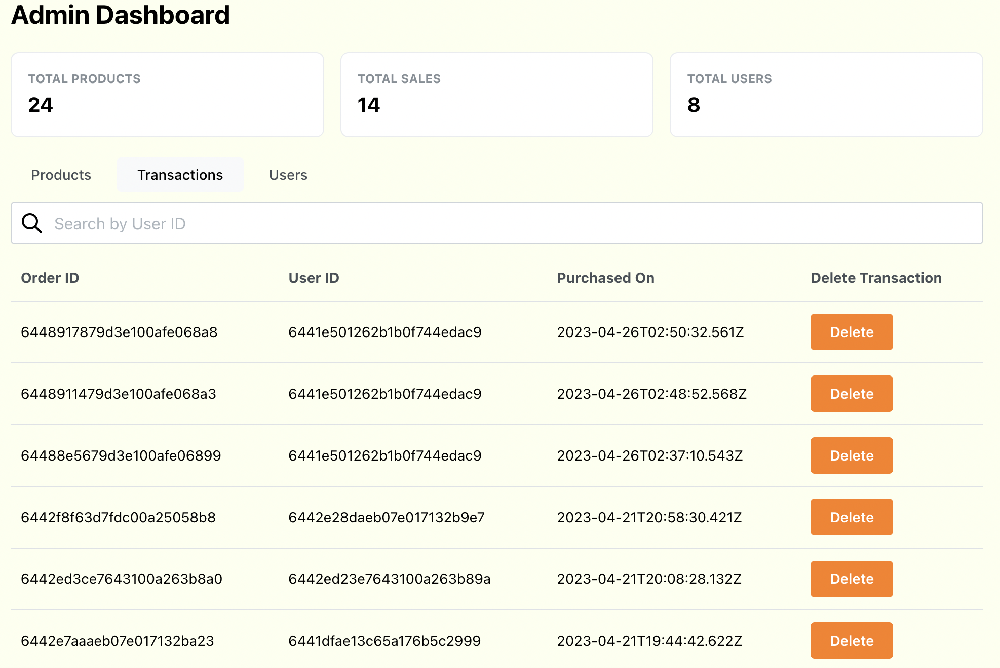 Admin Dashboard
TOTAL PRODUCTS
24
TOTAL SALES
14
TOTAL USERS
8
Products Transactions Users
Search by User ID
Order ID User ID Purchased On Delete Transaction
6448917879d3e100afe068a8 6441e501262b1b0f744edac9 2023-04-26T02:50:32.561Z Delete
6448911479d3e100afe068a3 6441e501262b1b0f744edac9 2023-04-26T02:48:52.568Z Delete
64488e5679d3e100afe06899 6441e501262b1b0f744edac9 2023-04-26T02:37:10.543Z Delete
6442f8f63d7fdc00a25058b8 6442e28daeb07e017132b9e7 2023-04-21T20:58:30.421Z Delete
6442ed3ce7643100a263b8a0 6442ed23e7643100a263b89a 2023-04-21T20:08:28.132Z Delete
6442e7aaaeb07e017132ba23 6441dfae13c65a176b5c2999 2023-04-21T19:44:42.622Z Delete